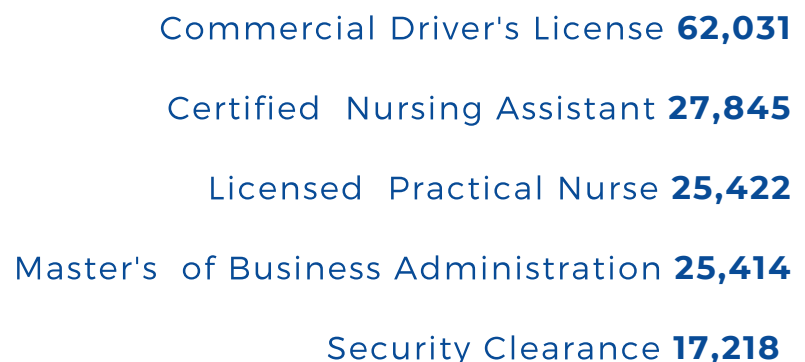 Commercial Driver's License 62,031
Certified Nursing Assistant 27,845
Licensed Practical Nurse 25,422
Master's of Business Administration 25,414
Security Clearance 17,218